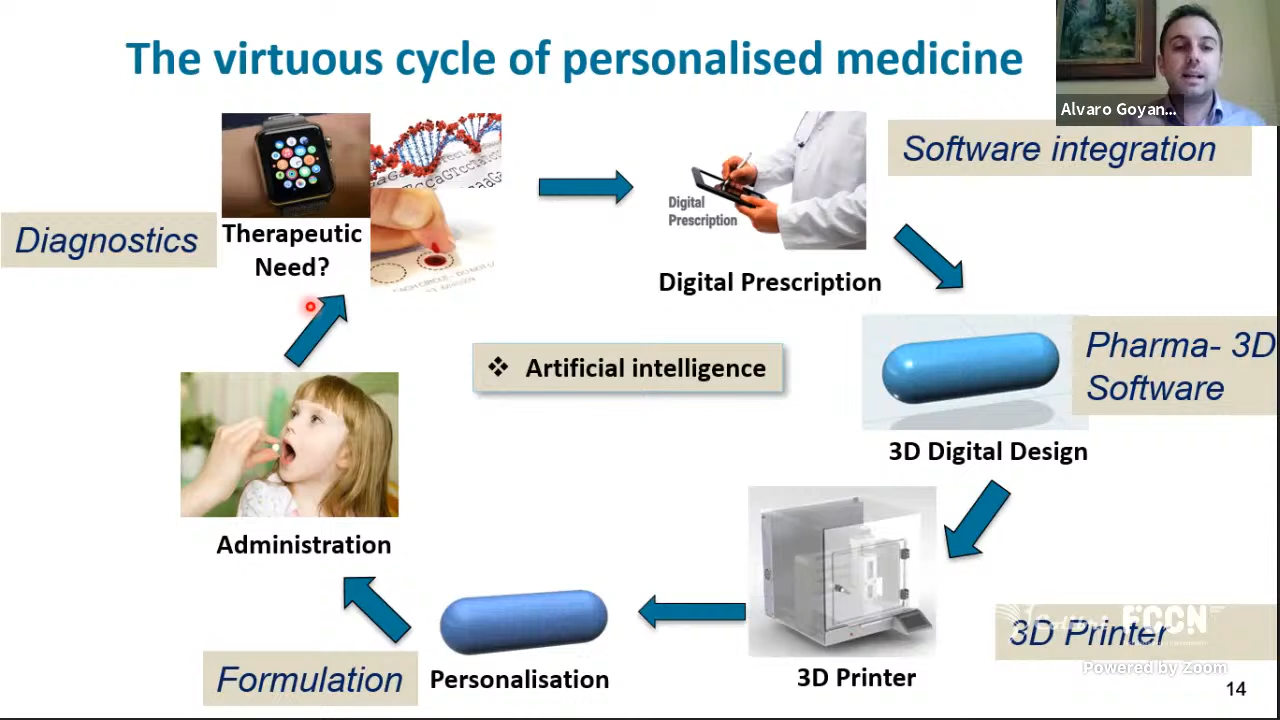 The virtuous cycle of personalised medicine
Alvaro Goyan...
Software integration
Diagnostics
Therapeutic
Need?
Digital
Prescription
Digital Prescription
❖ Artificial intelligence
Pharma- 3D
Software
3D Digital Design
Administration
3D Printer
FCCN
Powered by Zoom
Formulation
Personalisation
3D Printer
14